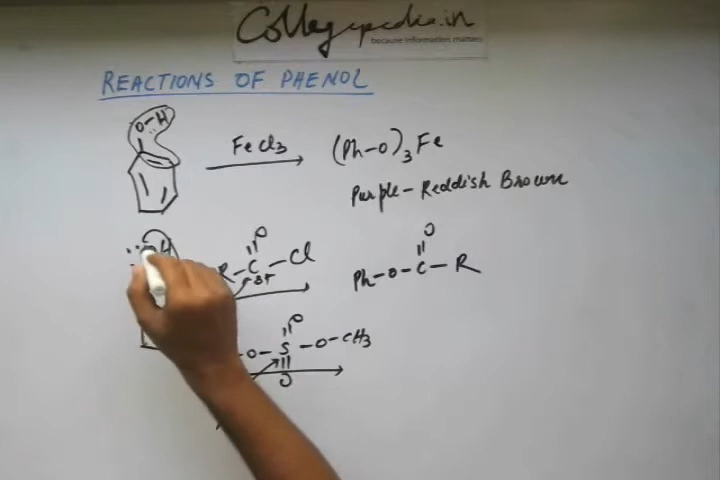 Collegepedia.in
because information matters
REACTIONS OF PHENOL
O-H
FeCl3
(Ph-O)3Fe
Purple - Reddish Brown
O
H
R-C-Cl
δ+
O
Ph-O-C-R
O
O-S-O-CH3
O